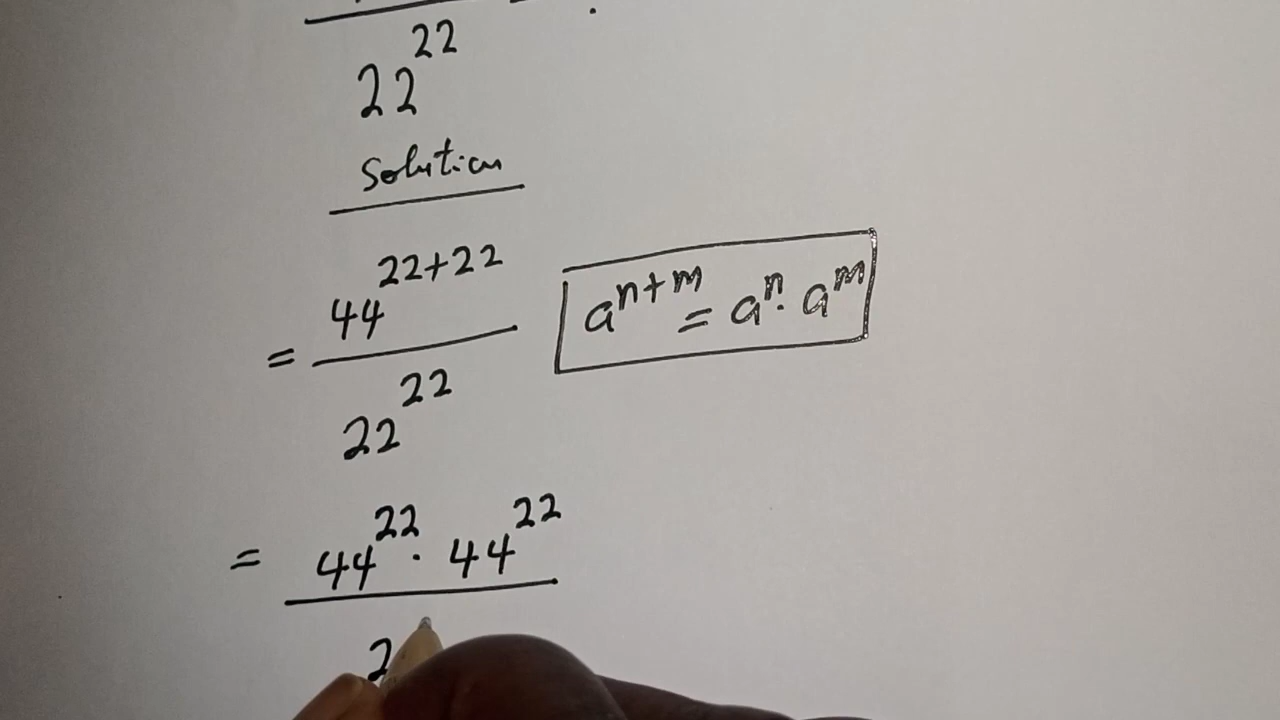 22^22
Solution
= 44^(22+22) / 22^22
a^(n+m) = a^n · a^m
= 44^22 · 44^22
2